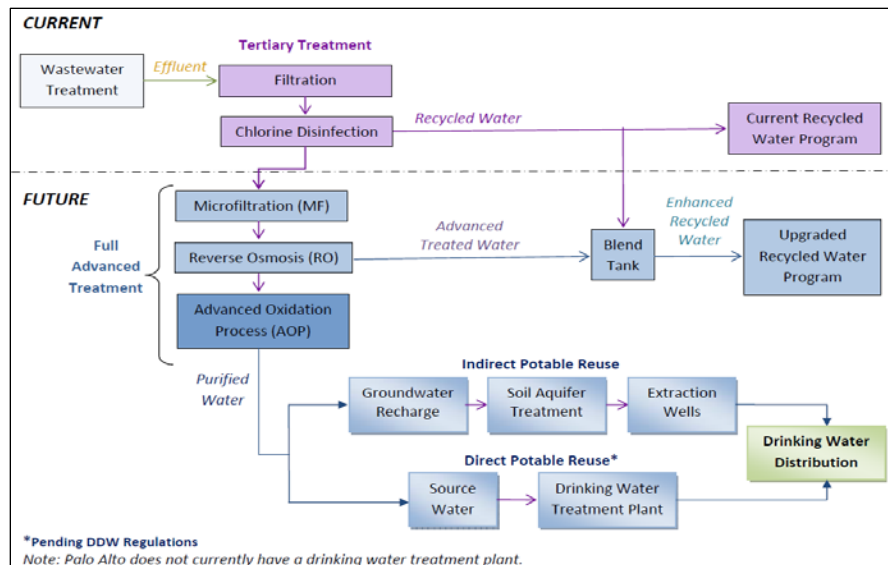 CURRENT
Tertiary Treatment
Wastewater
Treatment
Effluent
Filtration
Chlorine Disinfection
Recycled Water
Current Recycled
Water Program
FUTURE
Full
Advanced
Treatment
Microfiltration (MF)
Reverse Osmosis (RO)
Advanced
Treated Water
Blend
Tank
Enhanced
Recycled
Water
Upgraded
Recycled Water
Program
Advanced Oxidation
Process (AOP)
Purified
Water
Indirect Potable Reuse
Groundwater
Recharge
Soil Aquifer
Treatment
Extraction
Wells
Drinking Water
Distribution
Direct Potable Reuse*
Source
Water
Drinking Water
Treatment Plant
*Pending DDW Regulations
Note: Palo Alto does not currently have a drinking water treatment plant.